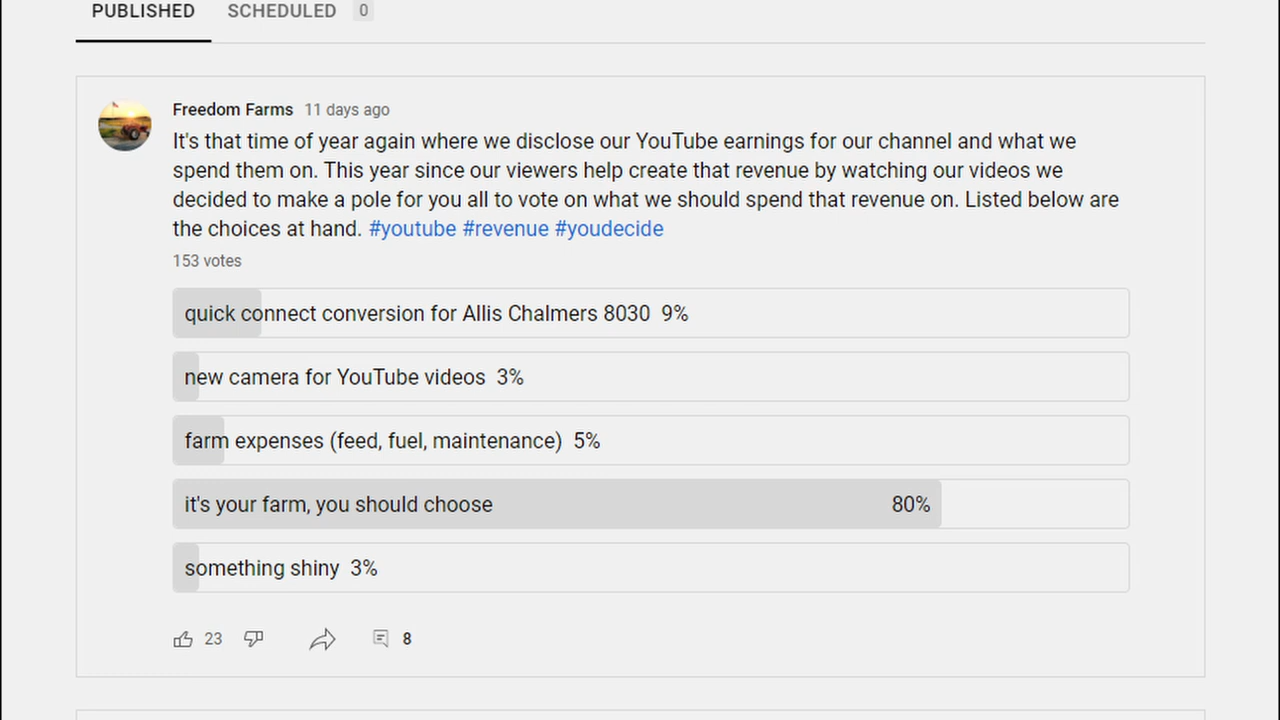 PUBLISHED SCHEDULED 0
Freedom Farms 11 days ago
It's that time of year again where we disclose our YouTube earnings for our channel and what we
spend them on. This year since our viewers help create that revenue by watching our videos we
decided to make a pole for you all to vote on what we should spend that revenue on. Listed below are
the choices at hand. #youtube #revenue #youdecide
153 votes
quick connect conversion for Allis Chalmers 8030 9%
new camera for YouTube videos 3%
farm expenses (feed, fuel, maintenance) 5%
it's your farm, you should choose 80%
something shiny 3%
23 8